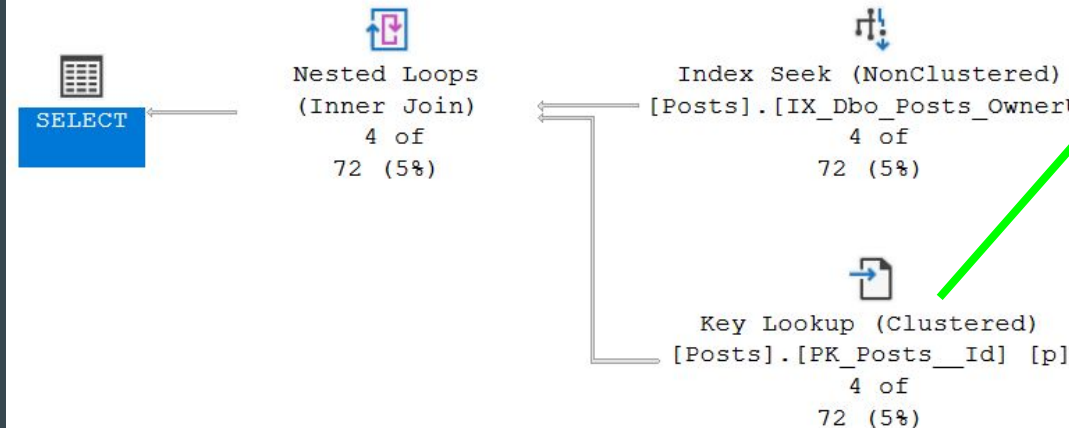 SELECT
Nested Loops
(Inner Join)
4 of
72 (5%)
Index Seek (NonClustered)
[Posts].[IX_Dbo_Posts_Owner
4 of
72 (5%)
Key Lookup (Clustered)
[Posts].[PK_Posts__Id] [p]
4 of
72 (5%)